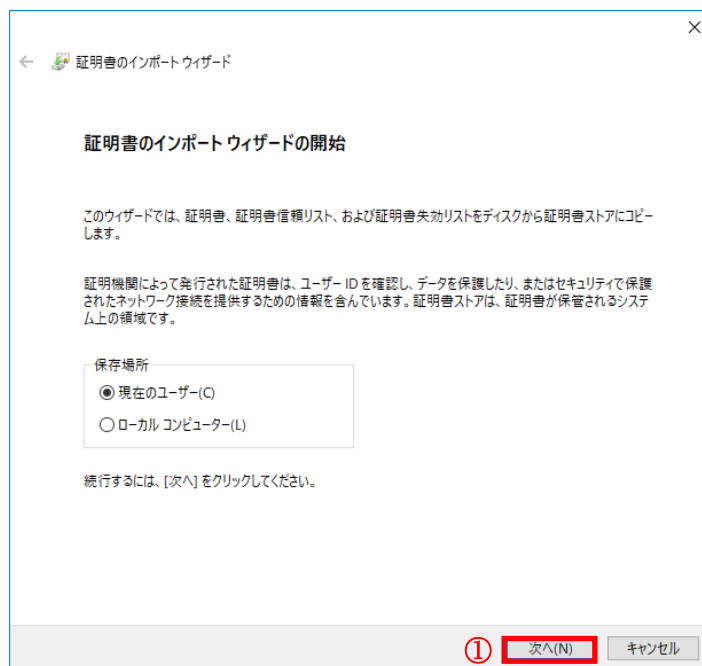 証明書のインポート ウィザード
証明書のインポート ウィザードの開始
このウィザードでは、証明書、証明書信頼リスト、および証明書失効リストをディスクから証明書ストアにコピー
します。
証明機関によって発行された証明書は、ユーザー ID を確認し、データを保護したり、またはセキュリティで保護
されたネットワーク接続を提供するための情報を含んでいます。証明書ストアは、証明書が保管されるシステ
ム上の領域です。
保存場所
現在のユーザー(C)
ローカル コンピューター(L)
続行するには、[次へ] をクリックしてください。
① 次へ(N) キャンセル